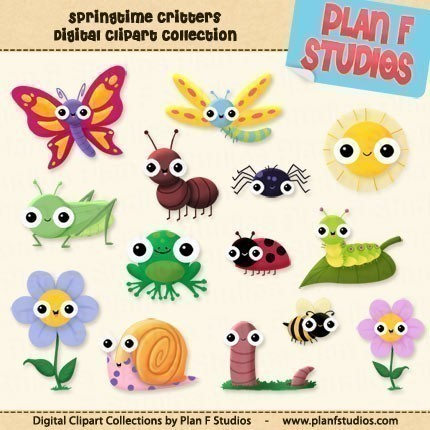 Springtime Critters
Digital Clipart Collection
PLAN F
STUDIOS
Digital Clipart Collections by Plan F Studios - www.planfstudios.com